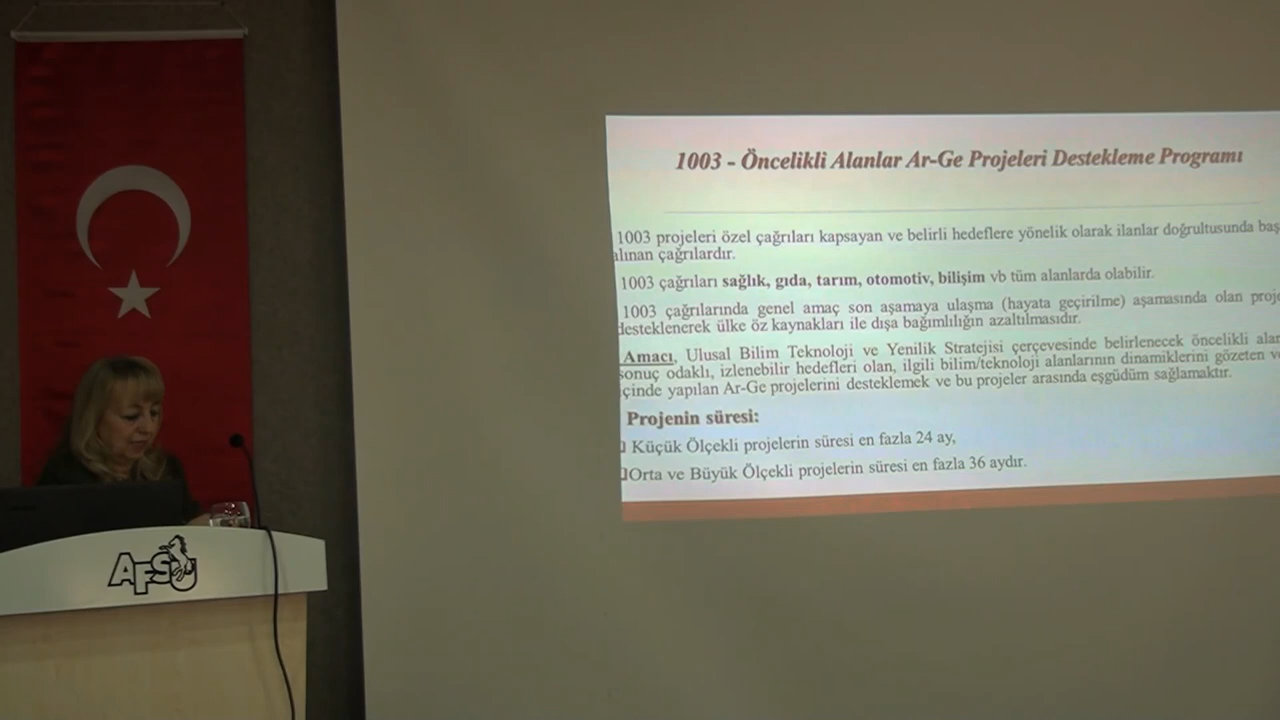 1003 - Öncelikli Alanlar Ar-Ge Projeleri Destekleme Programı
1003 projeleri özel çağrıları kapsayan ve belirli hedeflere yönelik olarak ilanlar doğrultusunda baş
alınan çağrılardır.
1003 çağrıları sağlık, gıda, tarım, otomotiv, bilişim vb tüm alanlarda olabilir.
1003 çağrılarında genel amaç son aşamaya ulaşma (hayata geçirilme) aşamasında olan proje
desteklenerek ülke öz kaynakları ile dışa bağımlılığın azaltılmasıdır.
Amacı, Ulusal Bilim Teknoloji ve Yenilik Stratejisi çerçevesinde belirlenecek öncelikli alan
sonuç odaklı, izlenebilir hedefleri olan, ilgili bilim/teknoloji alanlarının dinamiklerini gözeten ve
içinde yapılan Ar-Ge projelerini desteklemek ve bu projeler arasında eşgüdüm sağlamaktır.
Projenin süresi:
Küçük Ölçekli projelerin süresi en fazla 24 ay,
Orta ve Büyük Ölçekli projelerin süresi en fazla 36 aydır.
AFSU